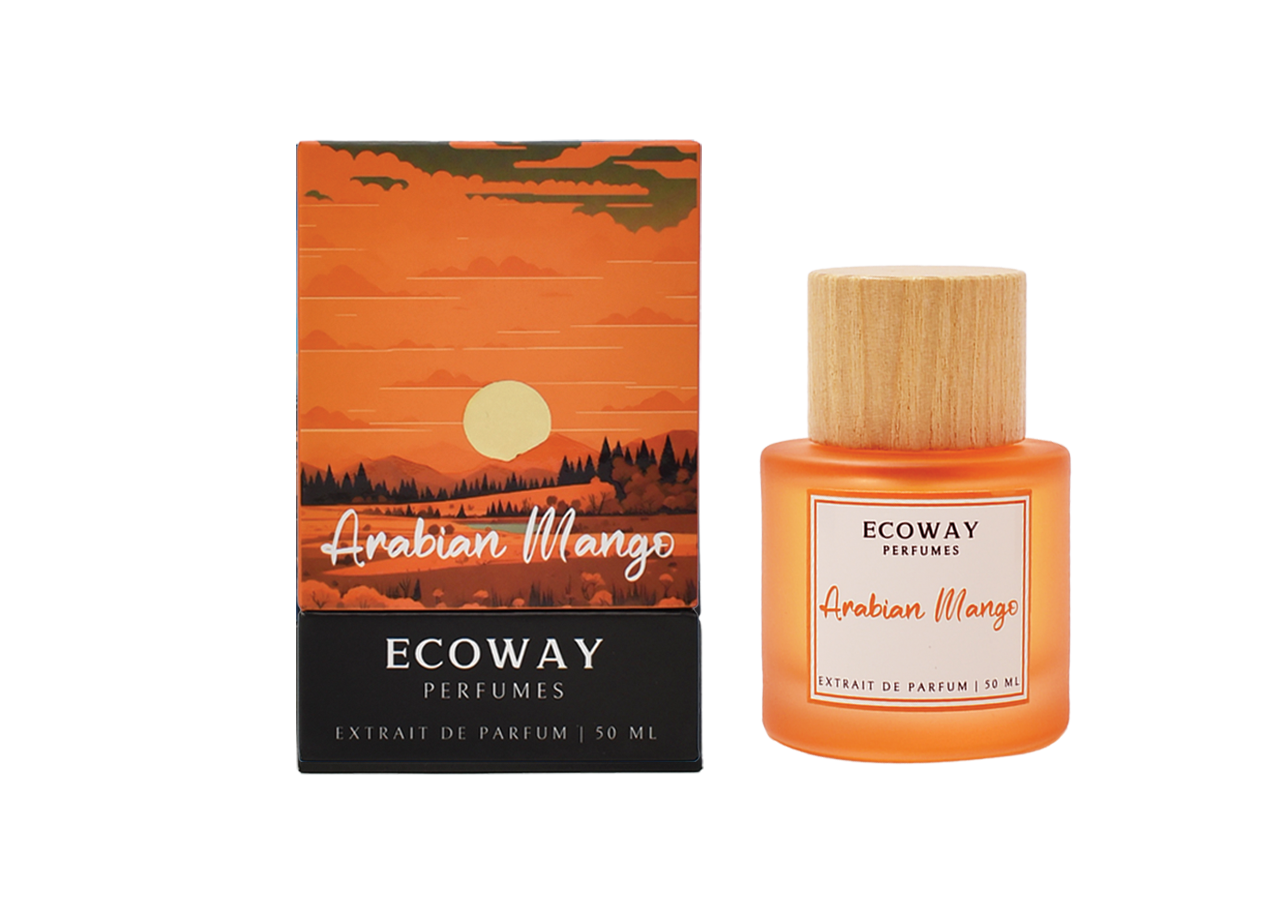 Arabian Mango
ECOWAY
PERFUMES
EXTRAIT DE PARFUM | 50 ML
ECOWAY
PERFUMES
Arabian Mango
EXTRAIT DE PARFUM | 50 ML